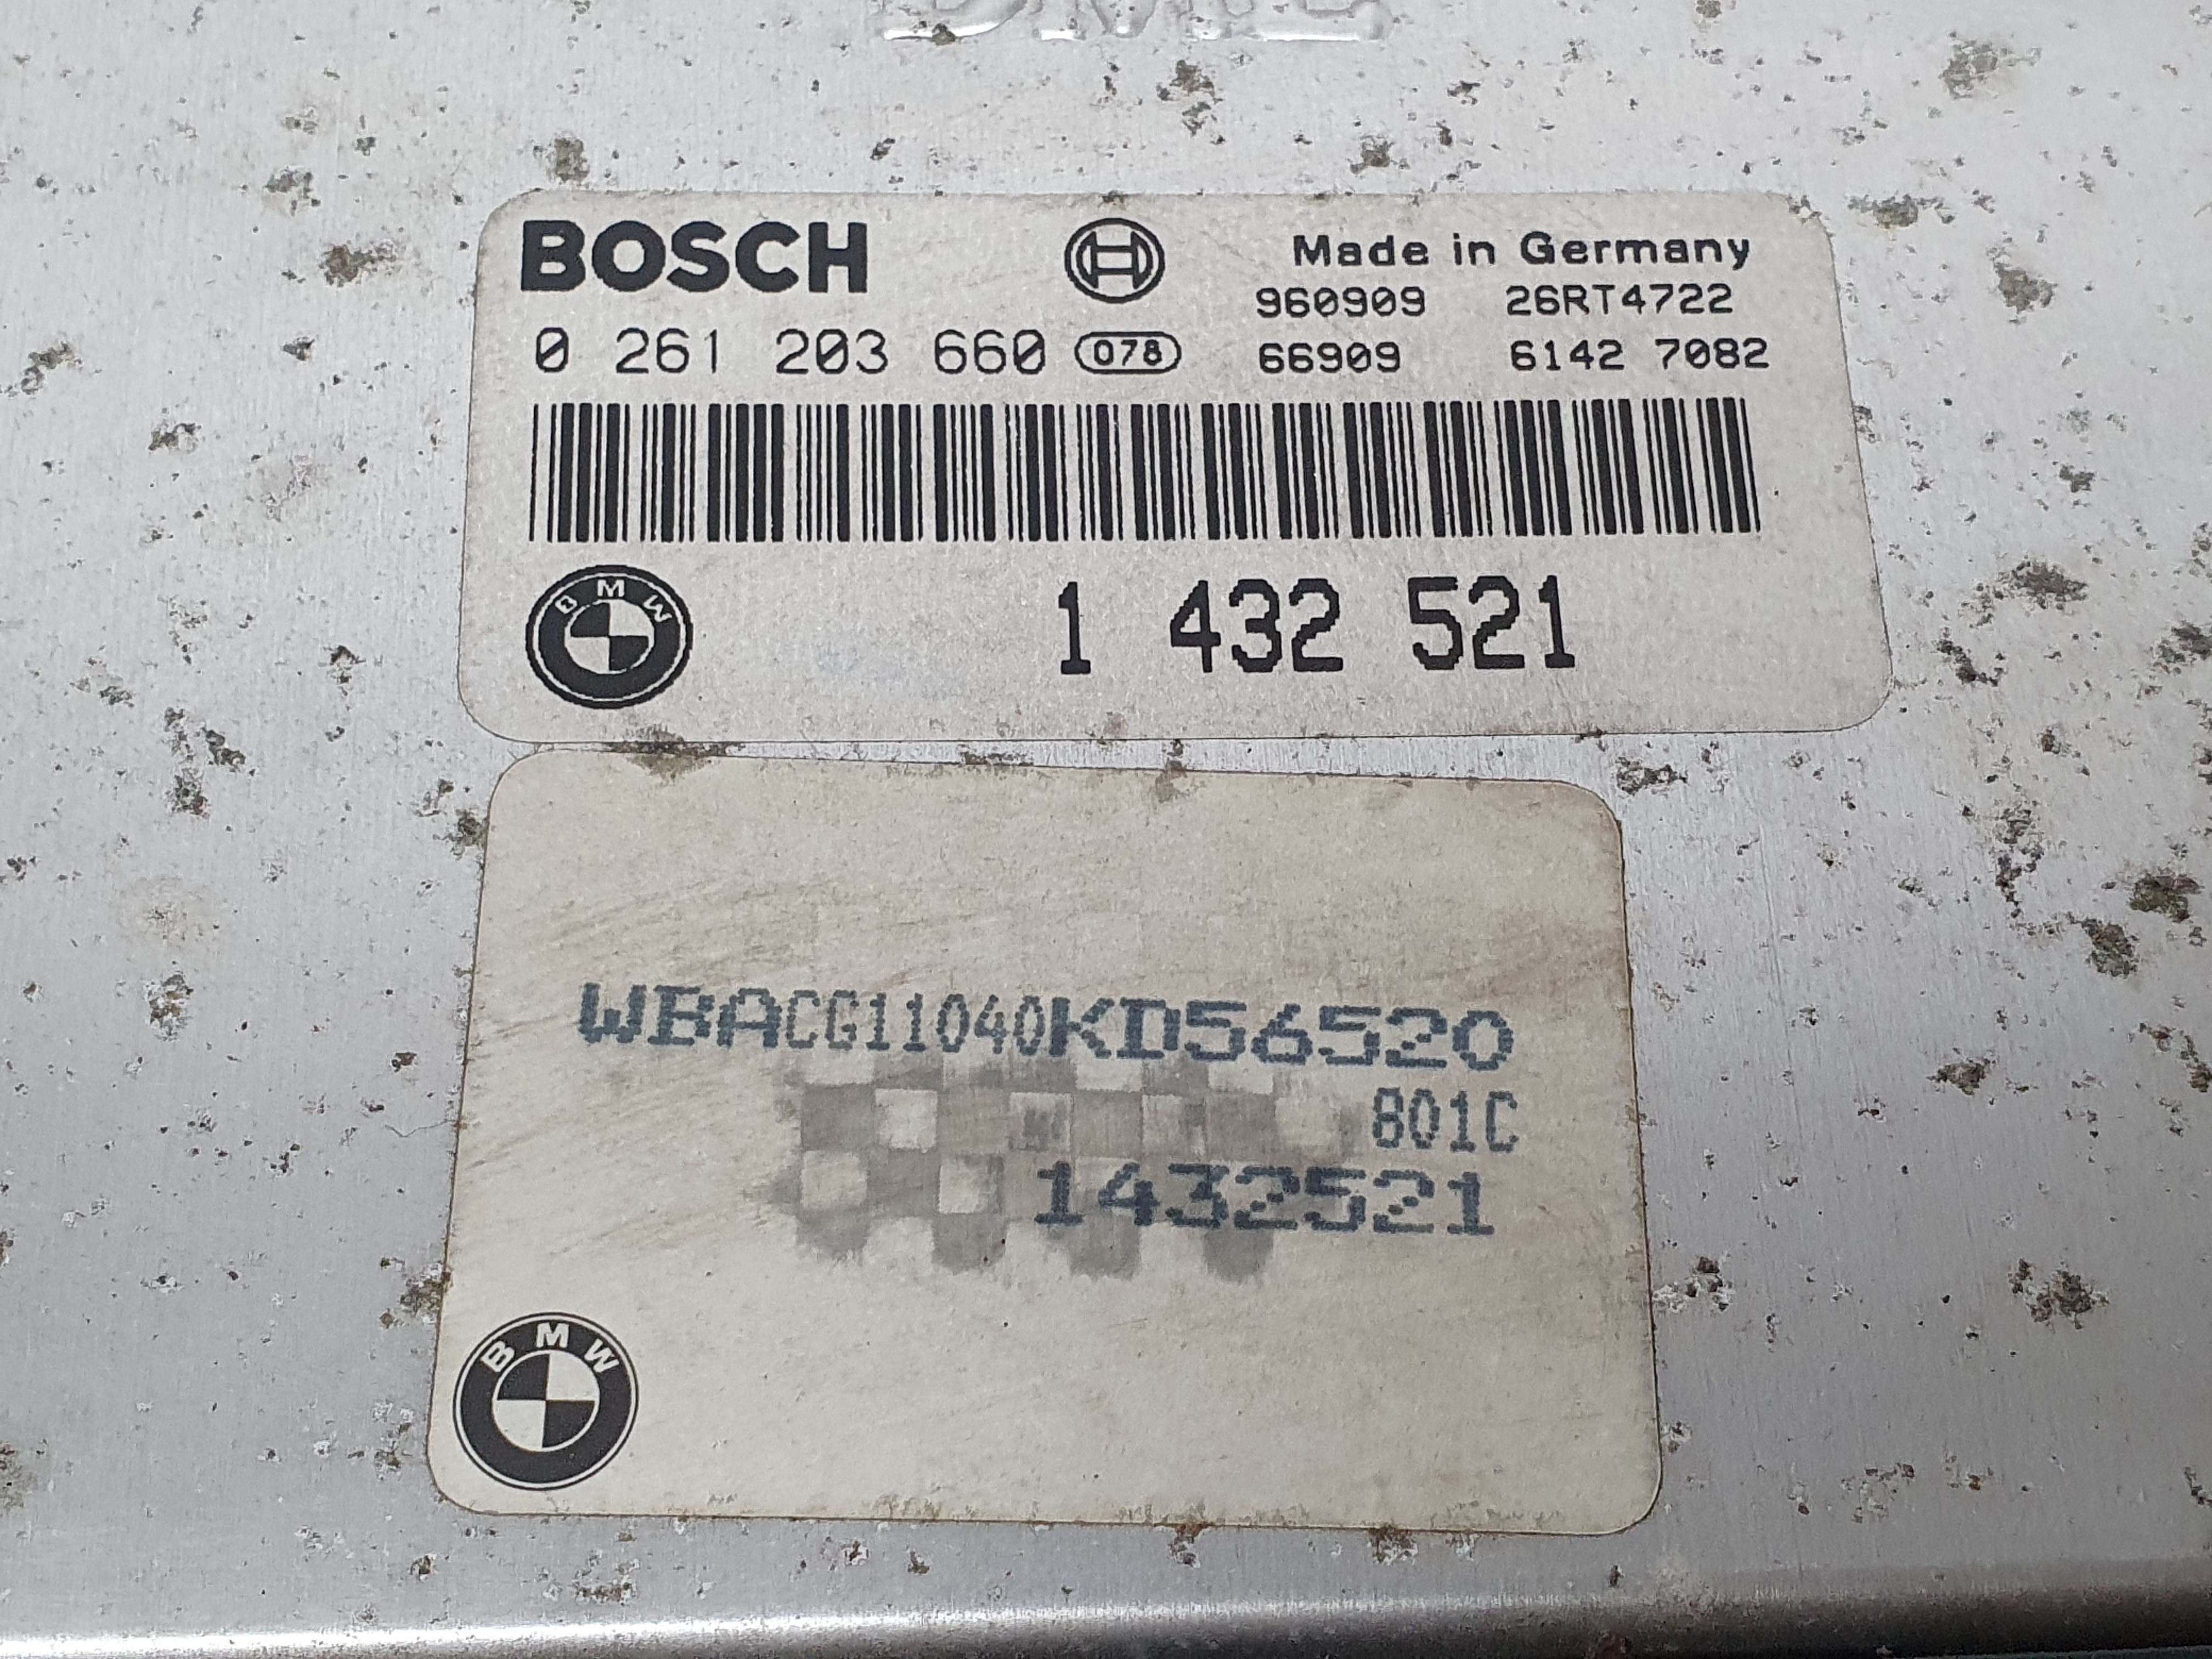 DME
BOSCH
Made in Germany
960909 26RT4722
0 261 203 660 078 66909 6142 7082
BMW
1 432 521
WBACG11040KD56520
801C
1432521
BMW